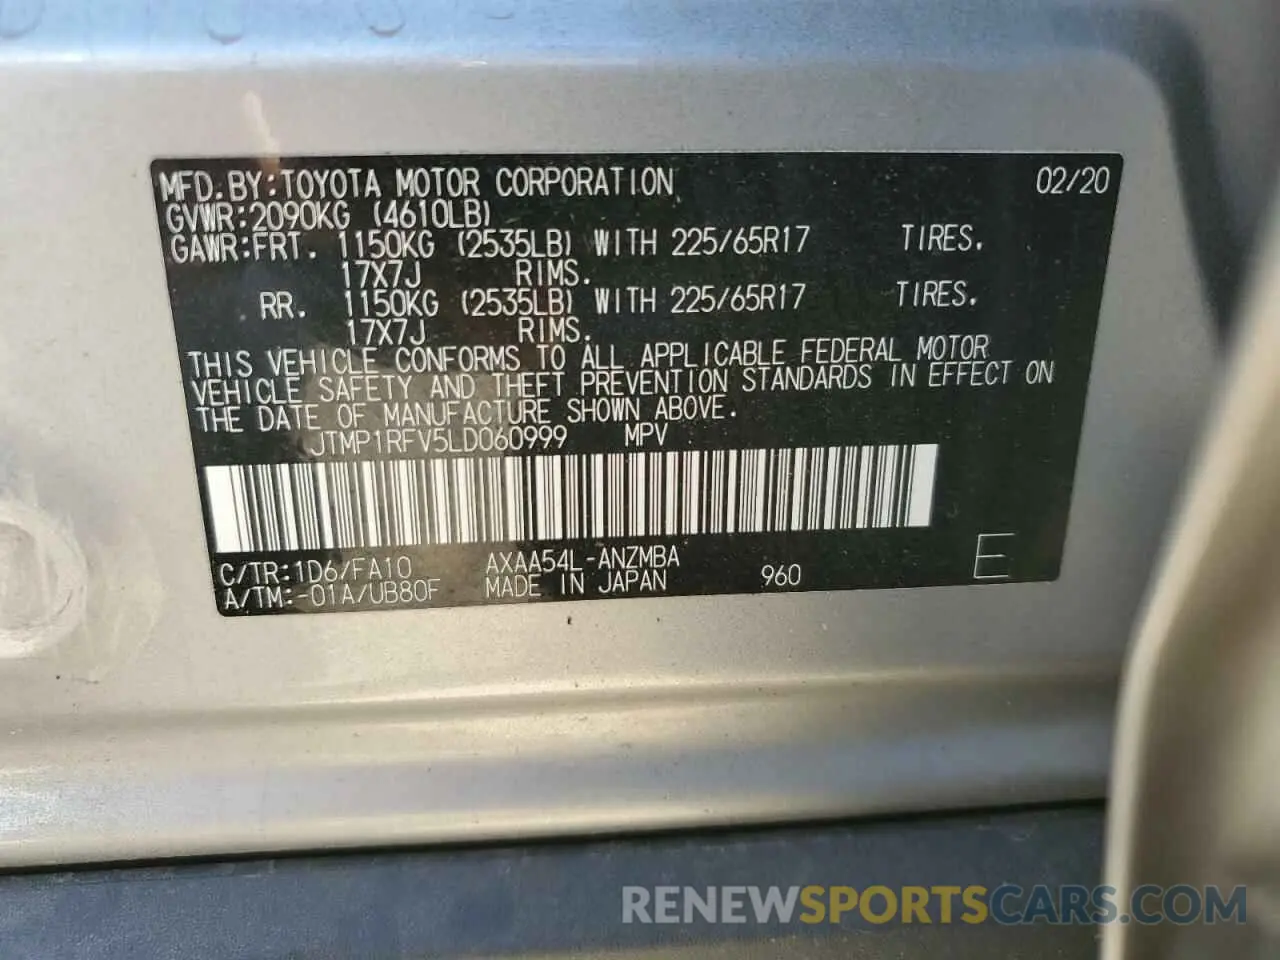 MFD.BY:TOYOTA MOTOR CORPORATION 02/20
GVWR:2090KG (4610LB)
GAWR:FRT. 1150KG (2535LB) WITH 225/65R17 TIRES.
17X7J RIMS.
RR. 1150KG (2535LB) WITH 225/65R17 TIRES.
17X7J RIMS.
THIS VEHICLE CONFORMS TO ALL APPLICABLE FEDERAL MOTOR
VEHICLE SAFETY AND THEFT PREVENTION STANDARDS IN EFFECT ON
THE DATE OF MANUFACTURE SHOWN ABOVE.
JTMP1RFV5LD060999 MPV
C/TR:1D6/FA10 AXAA54L-ANZMBA
A/TM:-01A/UB80F MADE IN JAPAN 960 E
RENEWSPORTSCARS.COM